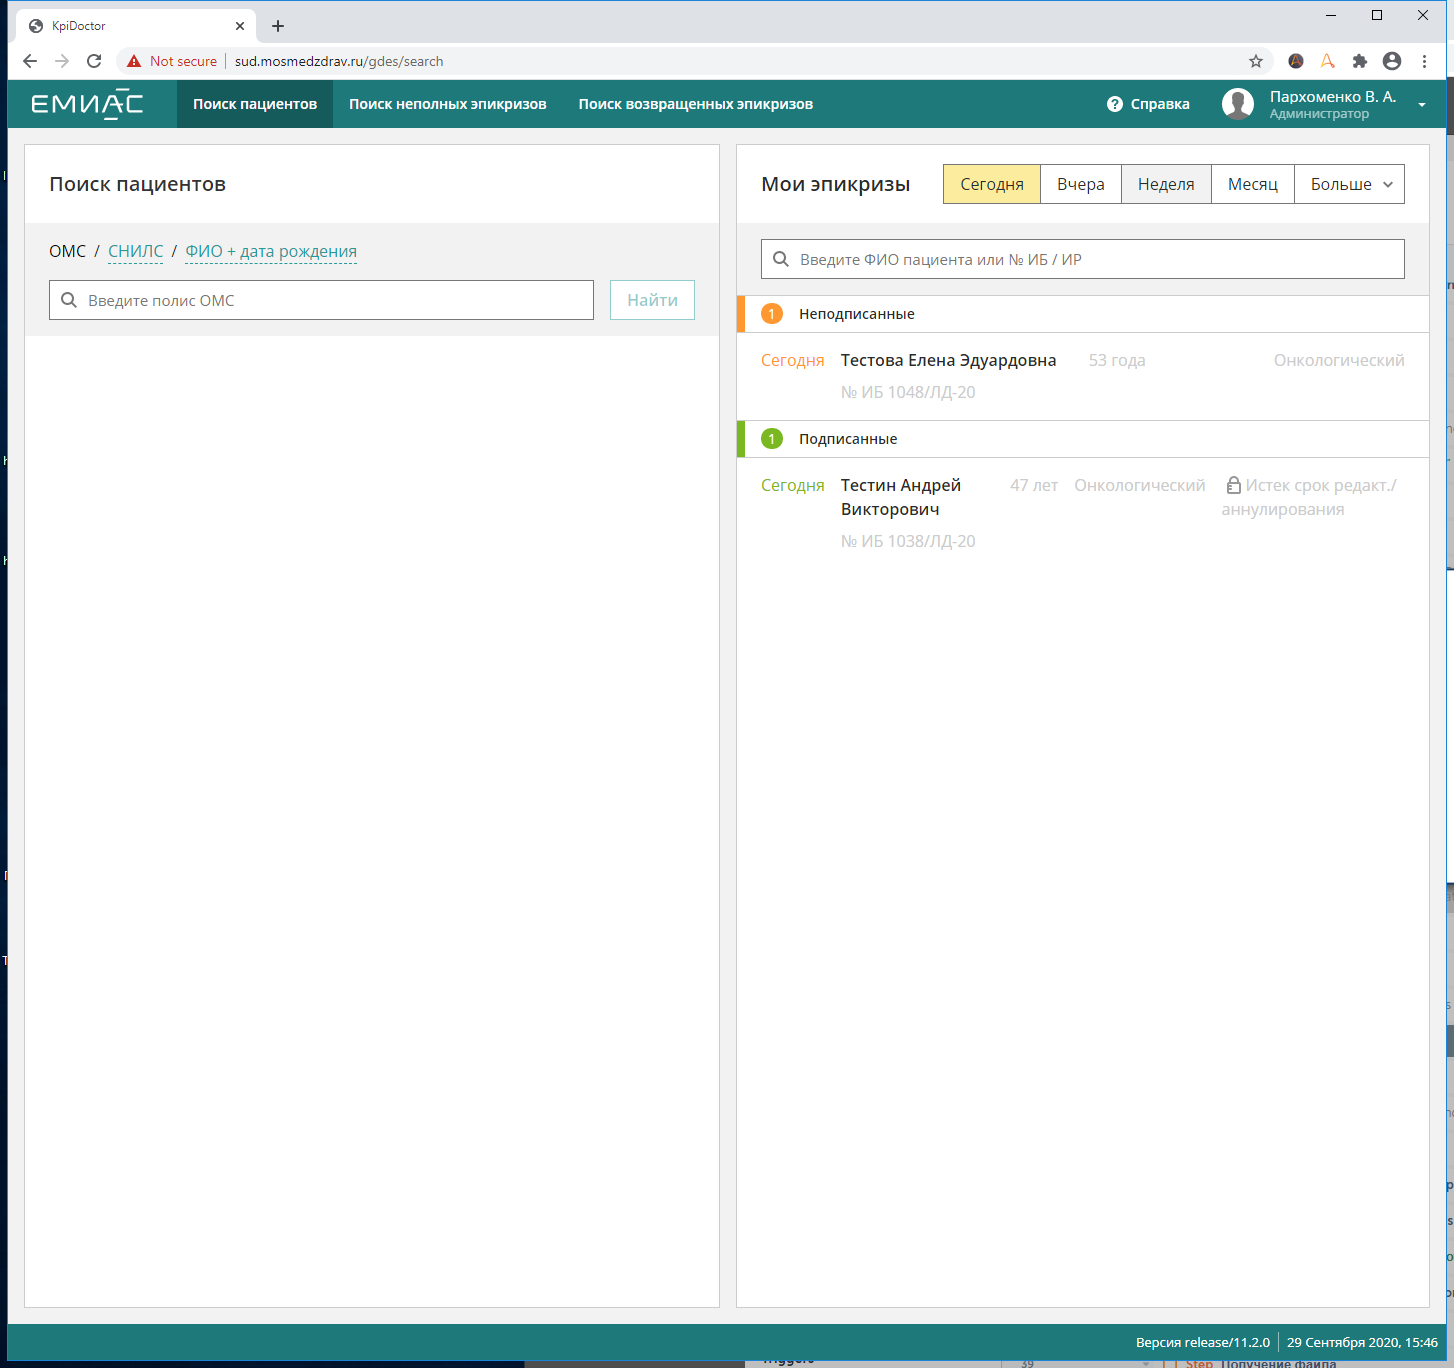 KpiDoctor
Not secure
sud.mosmedzdrav.ru/gdes/search
ЕМИАС
Поиск пациентов
Поиск неполных эпикризов
Поиск возвращенных эпикризов
Справка
Пархоменко В. А.
Администратор
Поиск пациентов
ОМС / СНИЛС / ФИО + дата рождения
Введите полис ОМС
Найти
Мои эпикризы
Сегодня
Вчера
Неделя
Месяц
Больше
Введите ФИО пациента или № ИБ / ИР
1 Неподписанные
Сегодня Тестова Елена Эдуардовна 53 года Онкологический
№ ИБ 1048/ЛД-20
1 Подписанные
Сегодня Тестин Андрей 47 лет Онкологический Истек срок редакт./
Викторович аннулирования
№ ИБ 1038/ЛД-20
Версия release/11.2.0 29 Сентября 2020, 15:46
39
Step Получение файла